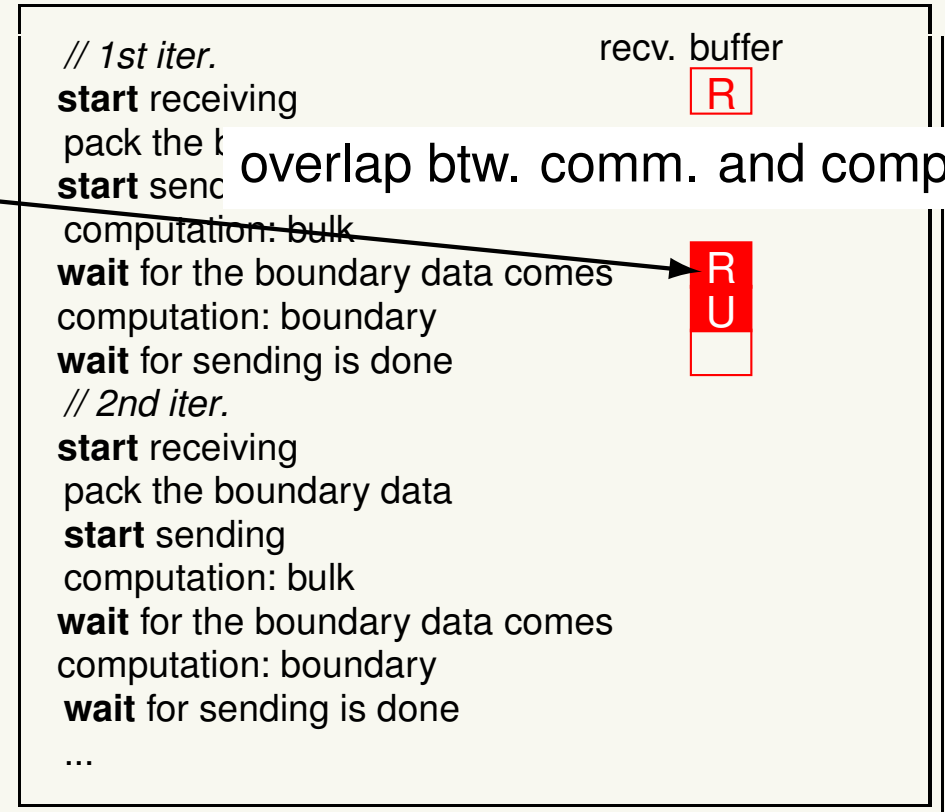 // 1st iter.
recv. buffer
start receiving
R
pack the
overlap btw. comm. and comp
start send
computation: bulk
wait for the boundary data comes
R
computation: boundary
U
wait for sending is done
// 2nd iter.
start receiving
pack the boundary data
start sending
computation: bulk
wait for the boundary data comes
computation: boundary
wait for sending is done
...